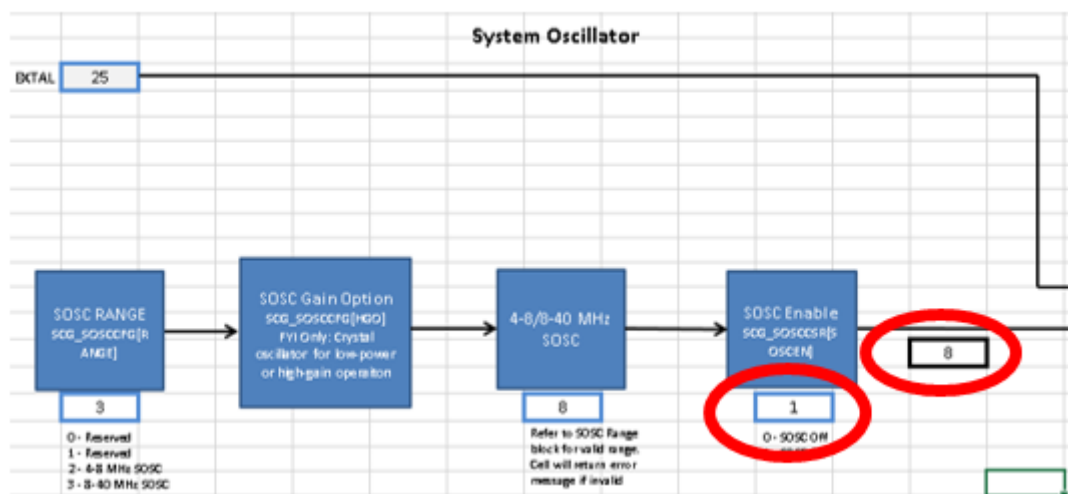 System Oscillator
EXTAL 25
SOSC RANGE
SCG_SOSCCFG[R
ANGE]
3
0 - Reserved
1 - Reserved
2 - 4-8 MHz SOSC
3 - 8-40 MHz SOSC
SOSC Gain Option
SCG_SOSCCFG[HGO]
FYI Only: Crystal
oscillator for low-power
or high-gain operaiton
4-8/8-40 MHz
SOSC
8
Refer to SOSC Range
block for valid range.
Cell will return error
message if invalid
SOSC Enable
SCG_SOSCCSR[S
OSCEN]
1
0 - SOSC Off
8